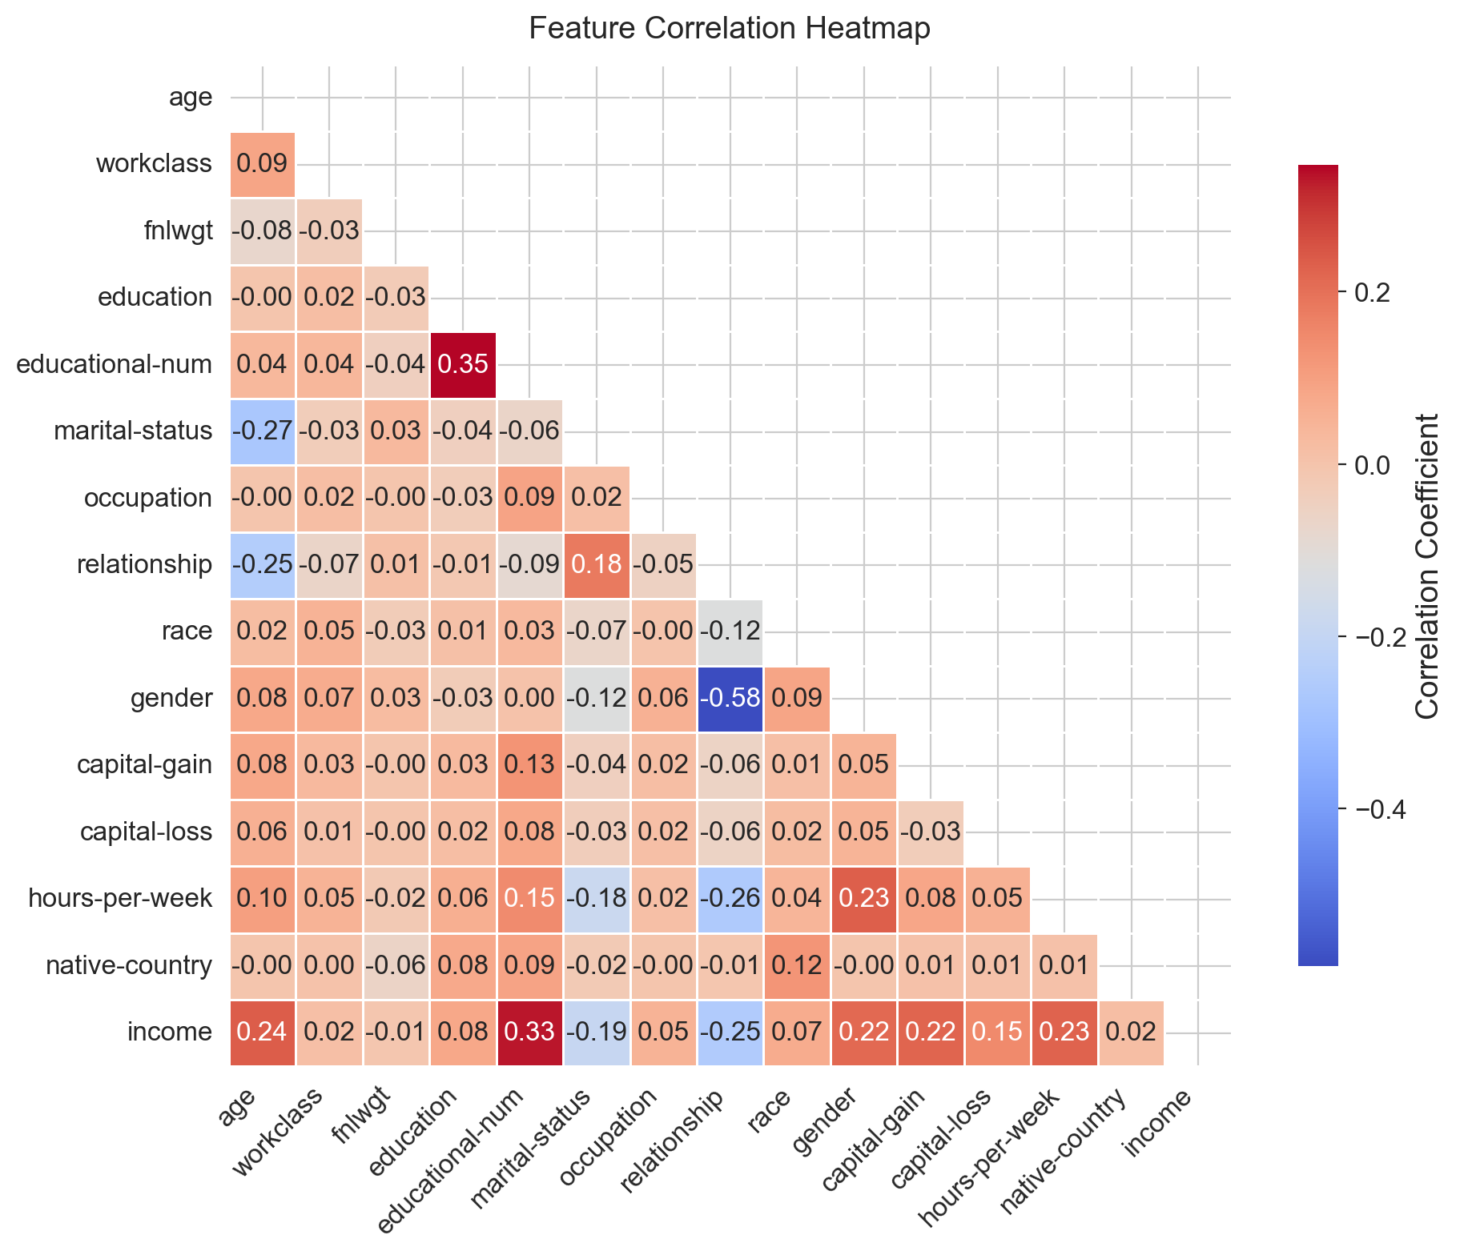 Feature Correlation Heatmap
age
workclass 0.09
fnlwgt -0.08 -0.03
education -0.00 0.02 -0.03
educational-num 0.04 0.04 -0.04 0.35
marital-status -0.27 -0.03 0.03 -0.04 -0.06
occupation -0.00 0.02 -0.00 -0.03 0.09 0.02
relationship -0.25 -0.07 0.01 -0.01 -0.09 0.18 -0.05
race 0.02 0.05 -0.03 0.01 0.03 -0.07 -0.00 -0.12
gender 0.08 0.07 0.03 -0.03 0.00 -0.12 0.06 -0.58 0.09
capital-gain 0.08 0.03 -0.00 0.03 0.13 -0.04 0.02 -0.06 0.01 0.05
capital-loss 0.06 0.01 -0.00 0.02 0.08 -0.03 0.02 -0.06 0.02 0.05 -0.03
hours-per-week 0.10 0.05 -0.02 0.06 0.15 -0.18 0.02 -0.26 0.04 0.23 0.08 0.05
native-country -0.00 0.00 -0.06 0.08 0.09 -0.02 -0.00 -0.01 0.12 -0.00 0.01 0.01 0.01
income 0.24 0.02 -0.01 0.08 0.33 -0.19 0.05 -0.25 0.07 0.22 0.22 0.15 0.23 0.02
age
workclass
fnlwgt
education
educational-num
marital-status
occupation
relationship
race
gender
capital-gain
capital-loss
hours-per-week
native-country
income
0.2
0.0
−0.2
−0.4
Correlation Coefficient